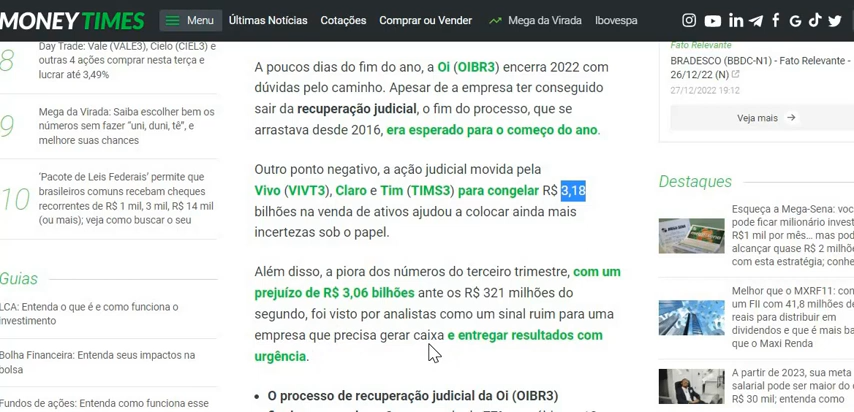 MONEY TIMES
Menu
Últimas Notícias
Cotações
Comprar ou Vender
Mega da Virada
Ibovespa
8
Day Trade: Vale (VALE3), Cielo (CIEL3) e
outras 4 ações comprar nesta terça e
lucrar até 3,49%
9
Mega da Virada: Saiba escolher bem os
números sem fazer "uni, duni, tê", e
melhore suas chances
10
'Pacote de Leis Federais' permite que
brasileiros comuns recebam cheques
recorrentes de R$ 1 mil, R$ 3 mil, R$ 14 mil
(ou mais); veja como buscar o seu
Guias
LCA: Entenda o que é e como funciona o
investimento
Bolha Financeira: Entenda seus impactos na
bolsa
Fundos de ações: Entenda como funciona esse
A poucos dias do fim do ano, a Oi (OIBR3) encerra 2022 com
dúvidas pelo caminho. Apesar de a empresa ter conseguido
sair da recuperação judicial, o fim do processo, que se
arrastava desde 2016, era esperado para o começo do ano.
Outro ponto negativo, a ação judicial movida pela
Vivo (VIVT3), Claro e Tim (TIMS3) para congelar R$ 3,18
bilhões na venda de ativos ajudou a colocar ainda mais
incertezas sob o papel.
Além disso, a piora dos números do terceiro trimestre, com um
prejuízo de R$ 3,06 bilhões ante os R$ 321 milhões do
segundo, foi visto por analistas como um sinal ruim para uma
empresa que precisa gerar caixa e entregar resultados com
urgência.
• O processo de recuperação judicial da Oi (OIBR3)
Fato Relevante
BRADESCO (BBDC-N1) - Fato Relevante -
26/12/22 (N)
27/12/2022 19:12
Veja mais
Destaques
Esqueça a Mega-Sena: voc
pode ficar milionário invest
R$1 mil por mês... mas pod
alcançar quase R$ 2 milhõe
com esta estratégia; conhe
Melhor que o MXRF11: con
um FII com 41,8 milhões de
reais para distribuir em
dividendos e que é mais ba
que o Maxi Renda
A partir de 2023, sua meta
salarial pode ser maior do
R$ 30 mil; entenda como